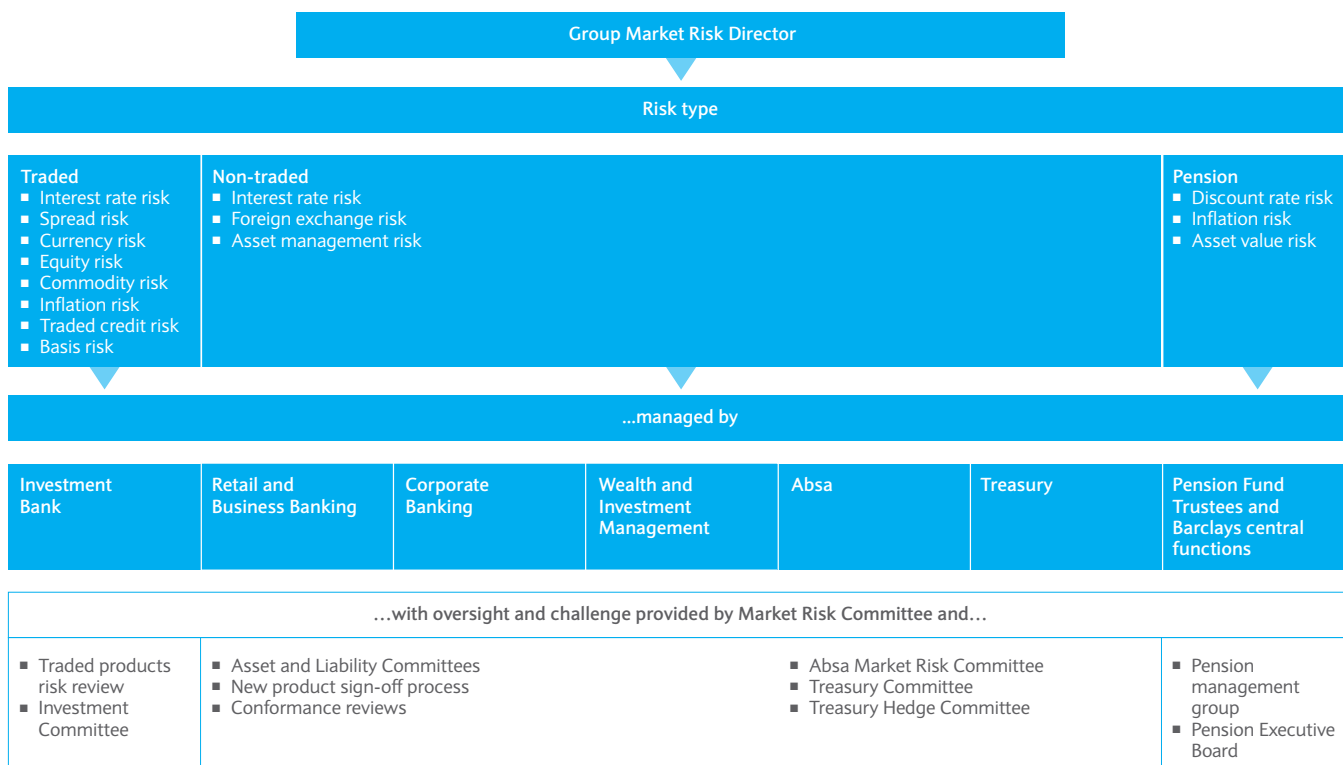 Group Market Risk Director
Risk type
Traded
■ Interest rate risk
■ Spread risk
■ Currency risk
■ Equity risk
■ Commodity risk
■ Inflation risk
■ Traded credit risk
■ Basis risk
Non-traded
■ Interest rate risk
■ Foreign exchange risk
■ Asset management risk
Pension
■ Discount rate risk
■ Inflation risk
■ Asset value risk
...managed by
Investment
Bank
Retail and
Business Banking
Corporate
Banking
Wealth and
Investment
Management
Absa
Treasury
Pension Fund
Trustees and
Barclays central
functions
…with oversight and challenge provided by Market Risk Committee and…
■ Traded products
risk review
■ Investment
Committee
■ Asset and Liability Committees
■ New product sign-off process
■ Conformance reviews
■ Absa Market Risk Committee
■ Treasury Committee
■ Treasury Hedge Committee
■ Pension
management
group
■ Pension Executive
Board